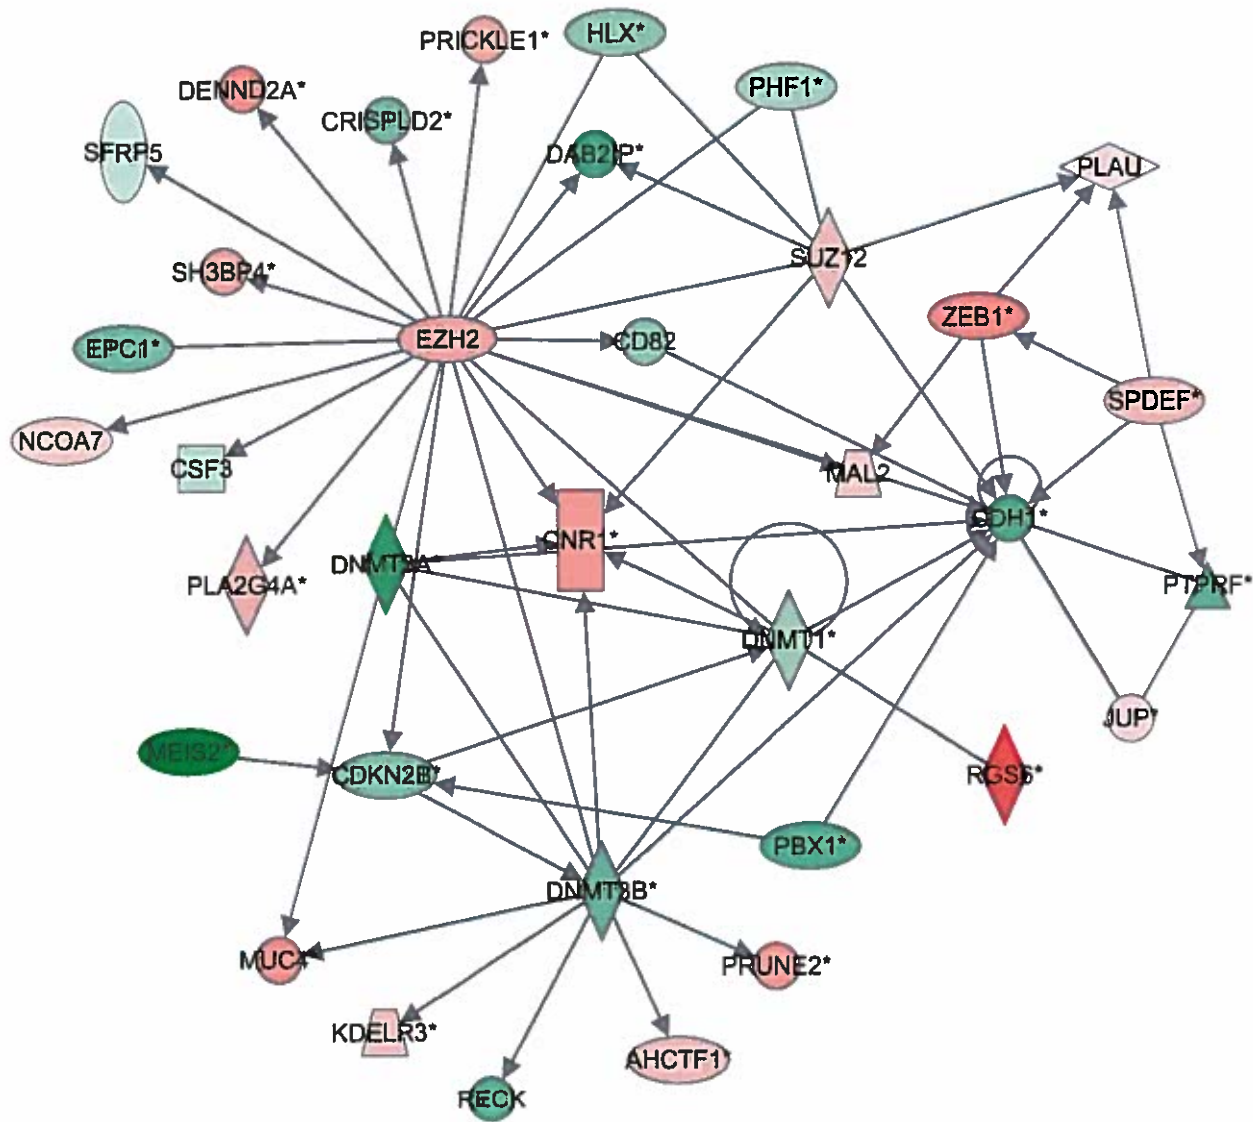 PRICKLE1*
HLX*
DENND2A*
PHF1*
CRISPLD2*
SFRP5
DAB2IP*
PLAU
SUZ12
SH3BP4*
ZEB1*
EZH2
CD82
EPC1*
SPDEF*
NCOA7
CSF3
MAL2
CDH1*
CNR1*
DNMT3A*
PLA2G4A*
PTPRF*
DNMT1*
JUP*
MEIS2*
CDKN2B*
RGS6*
PBX1*
DNMT3B*
MUC4*
PRUNE2*
KDELR3*
AHCTF1*
RECK